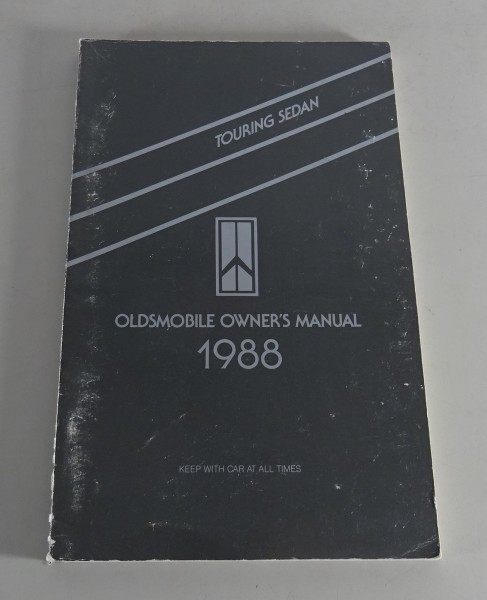 TOURING SEDAN
OLDSMOBILE OWNER'S MANUAL
1988
KEEP WITH CAR AT ALL TIMES